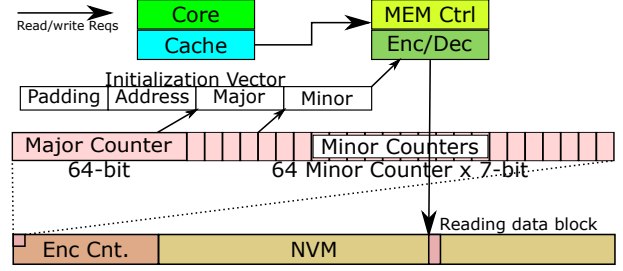 Core
MEM Ctrl
Read/write Reqs
Cache
Enc/Dec
Initialization Vector
Padding
Address
Major
Minor
Major Counter
Minor Counters
64-bit
64 Minor Counter x 7-bit
Reading data block
Enc Cnt.
NVM